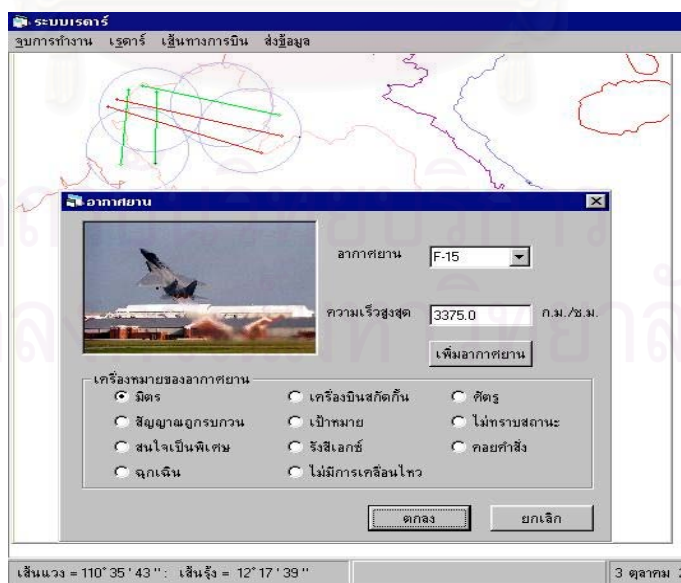 ระบบเรดาร์
จบการทำงาน เรดาร์ เส้นทางการบิน ส่งข้อมูล
อากาศยาน
อากาศยาน F-15
ความเร็วสูงสุด 3375.0 ก.ม./ช.ม.
เพิ่มอากาศยาน
เครื่องหมายของอากาศยาน
มิตร เครื่องบินสกัดกั้น ศัตรู
สัญญาณถูกรบกวน เป้าหมาย ไม่ทราบสถานะ
สนใจเป็นพิเศษ รังสีเอกซ์ คอยคำสั่ง
ฉุกเฉิน ไม่มีการเคลื่อนไหว
ตกลง ยกเลิก
เส้นแวง = 110° 35 ' 43 '' : เส้นรุ้ง = 12° 17 ' 39 '' 3 ตุลาคม